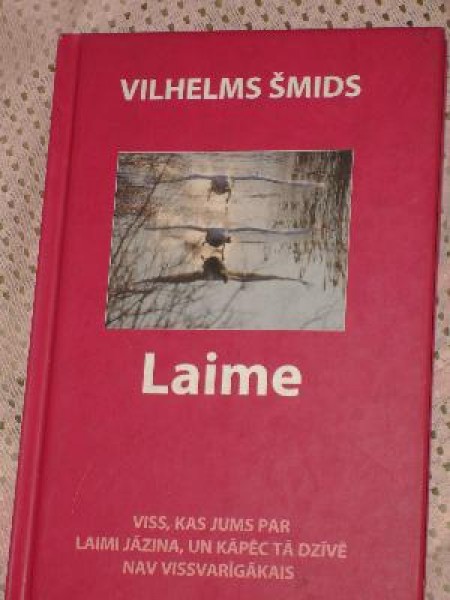 VILHELMS ŠMIDS
Laime
VISS, KAS JUMS PAR
LAIMI JĀZINA, UN KĀPĒC TĀ DZĪVĒ
NAV VISSVARĪGĀKAIS